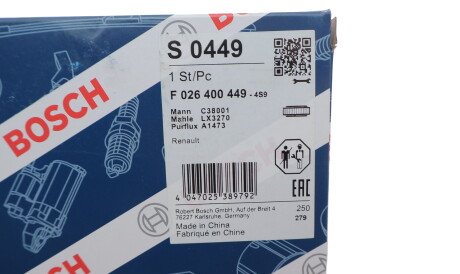 BOSCH
BOSCH
BOSCH
S 0449
1 St/Pc
F 026 400 449 - 4S9
Mann C38001
Mahle LX3270
Purflux A1473
Renault
4 047025 389792
EAC
Robert Bosch GmbH, Auf der Breit 4
76227 Karlsruhe, Germany
250
279
Made in China
Fabriqué en Chine